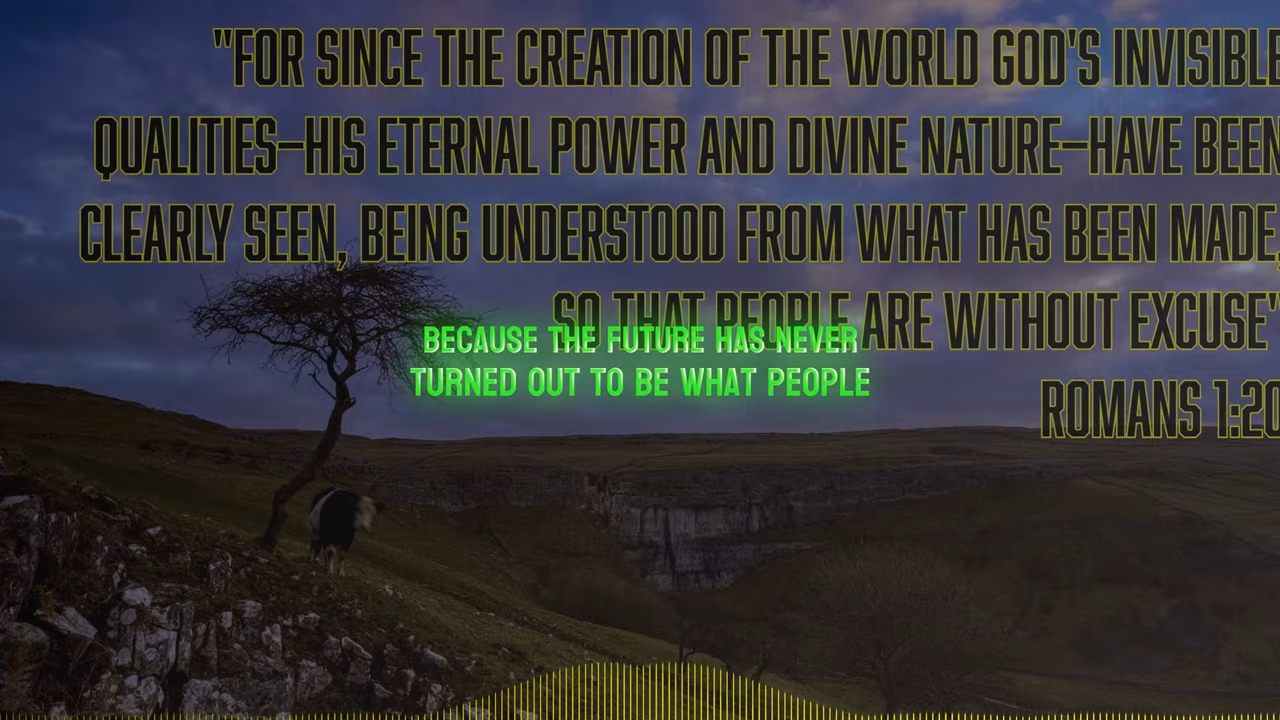 "FOR SINCE THE CREATION OF THE WORLD GOD'S INVISIBLE
QUALITIES—HIS ETERNAL POWER AND DIVINE NATURE—HAVE BEEN
CLEARLY SEEN, BEING UNDERSTOOD FROM WHAT HAS BEEN MADE,
SO THAT PEOPLE ARE WITHOUT EXCUSE"
BECAUSE THE FUTURE HAS NEVER
TURNED OUT TO BE WHAT PEOPLE
ROMANS 1:20